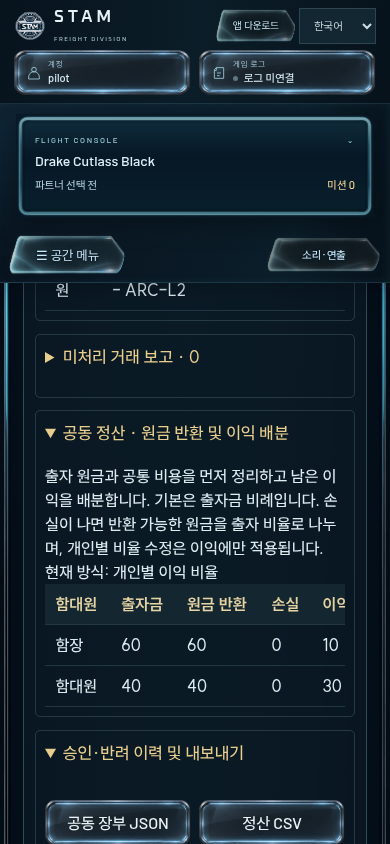 STAM
STAM
FREIGHT DIVISION
앱 다운로드
한국어
계정
pilot
게임 로그
로그 미연결
FLIGHT CONSOLE
Drake Cutlass Black
파트너 선택 전
미션 0
☰ 공간 메뉴
소리·연출
원 - ARC-L2
▶ 미처리 거래 보고 · 0
▼ 공동 정산 · 원금 반환 및 이익 배분
출자 원금과 공통 비용을 먼저 정리하고 남은 이
익을 배분합니다. 기본은 출자금 비례입니다. 손
실이 나면 반환 가능한 원금을 출자 비율로 나누
며, 개인별 비율 수정은 이익에만 적용됩니다.
현재 방식: 개인별 이익 비율
함대원 출자금 원금 반환 손실 이익
함장 60 60 0 10
함대원 40 40 0 30
▼ 승인·반려 이력 및 내보내기
공동 장부 JSON
정산 CSV